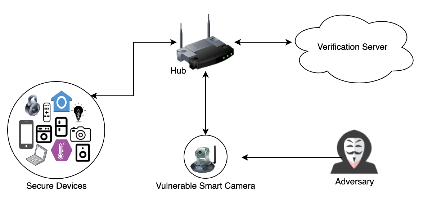 Verification Server
Hub
Secure Devices
Vulnerable Smart Camera
Adversary